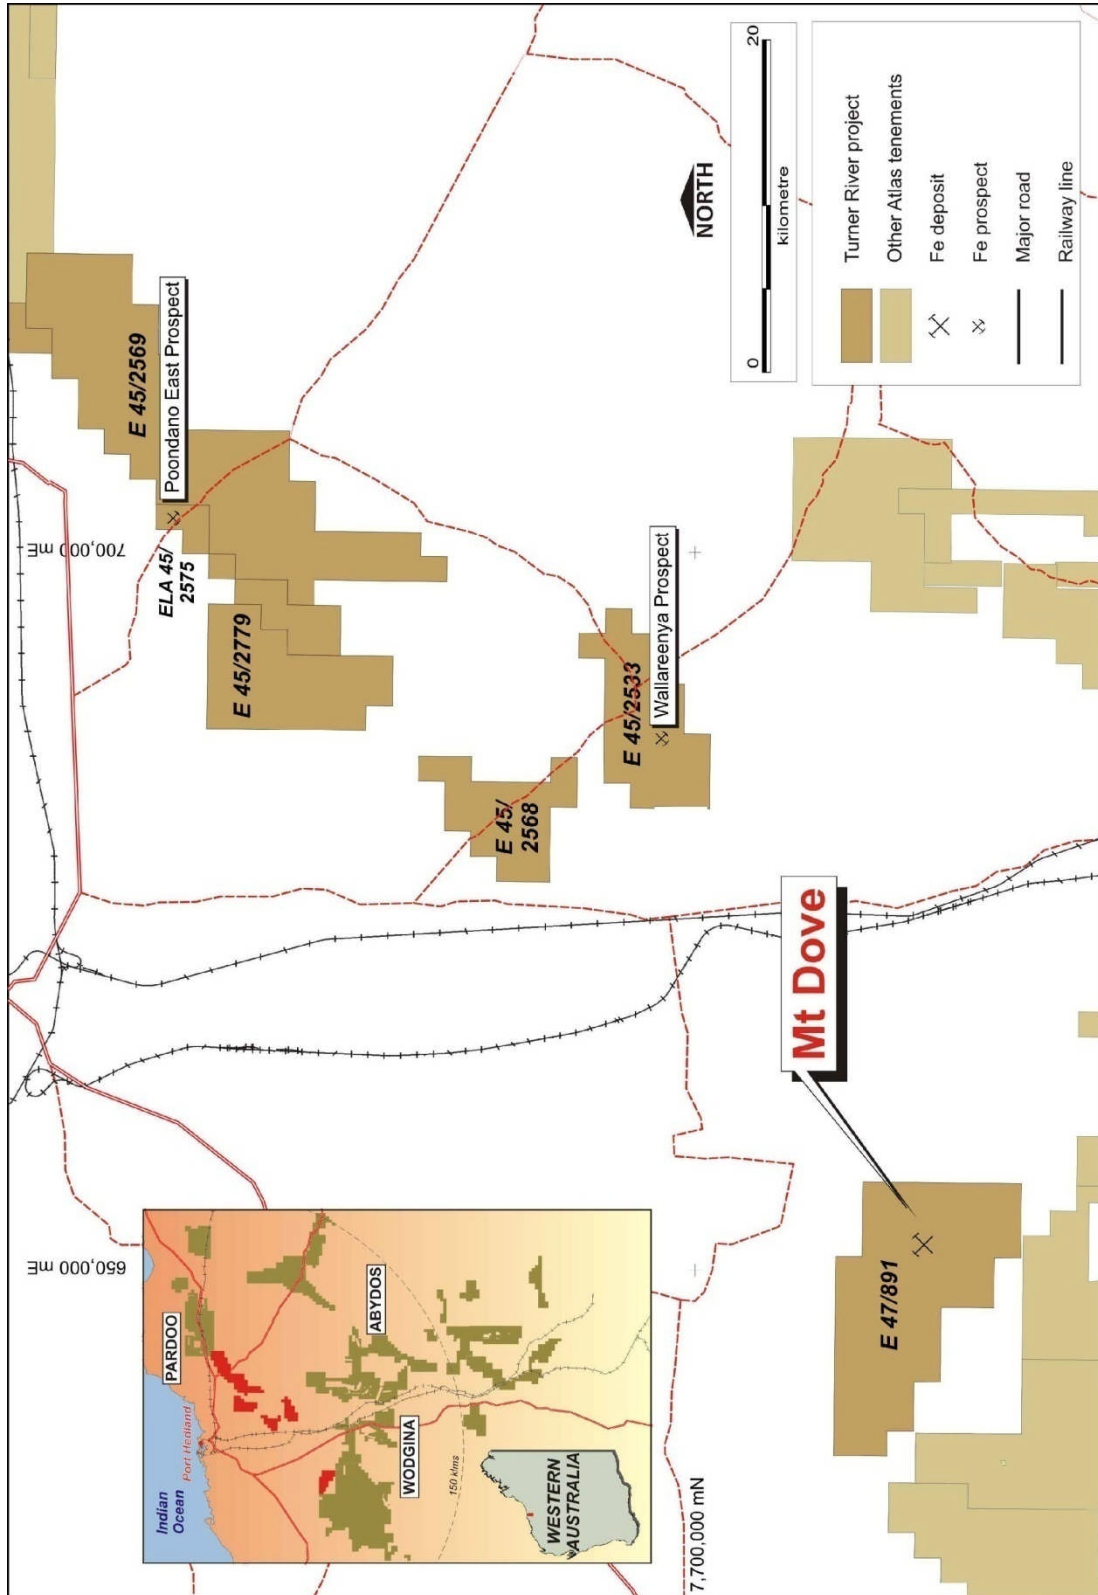 Indian
Ocean
Port Hedland
PARDOO
ABYDOS
WODGINA
150 klms
WESTERN
AUSTRALIA
650,000 mE
700,000 mE
7,700,000 mN
E 45/2569
Poondano East Prospect
ELA 45/
2575
E 45/2779
E 45/
2568
E 45/2533
Wallareenya Prospect
Mt Dove
E 47/891
NORTH
0
20
kilometre
Turner River project
Other Atlas tenements
Fe deposit
Fe prospect
Major road
Railway line